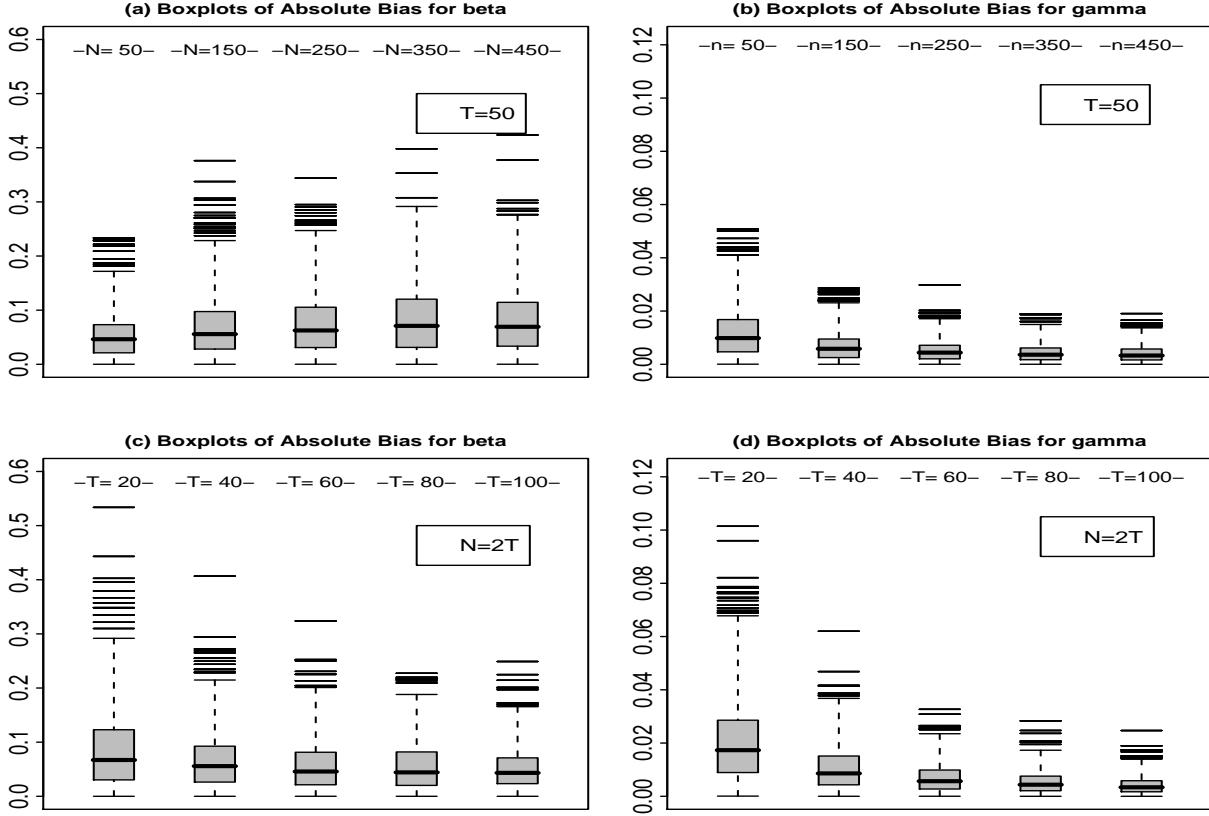 (a) Boxplots of Absolute Bias for beta
0.6
0.5
0.4
0.3
0.2
0.1
0.0
−N= 50− −N=150− −N=250− −N=350− −N=450−
T=50
(b) Boxplots of Absolute Bias for gamma
0.12
0.10
0.08
0.06
0.04
0.02
0.00
−n= 50− −n=150− −n=250− −n=350− −n=450−
T=50
(c) Boxplots of Absolute Bias for beta
0.6
0.5
0.4
0.3
0.2
0.1
0.0
−T= 20− −T= 40− −T= 60− −T= 80− −T=100−
N=2T
(d) Boxplots of Absolute Bias for gamma
0.12
0.10
0.08
0.06
0.04
0.02
0.00
−T= 20− −T= 40− −T= 60− −T= 80− −T=100−
N=2T